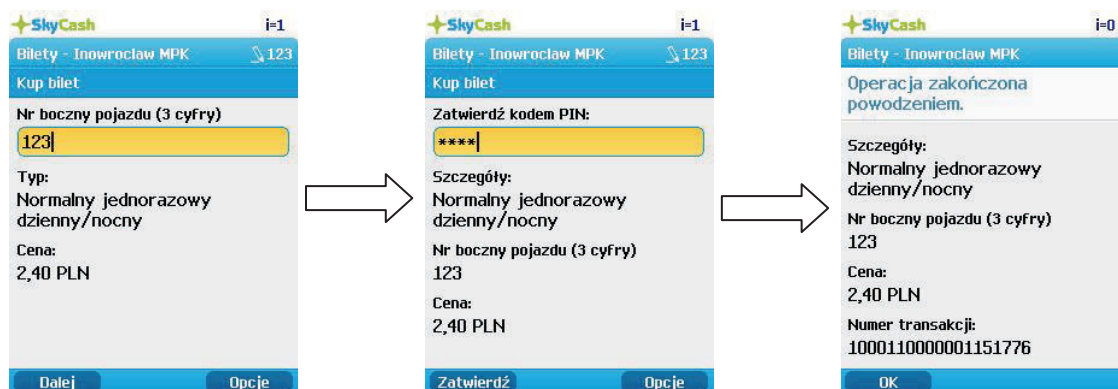 SkyCash i=1
Bilety - Inowroclaw MPK 123
Kup bilet
Nr boczny pojazdu (3 cyfry)
123
Typ:
Normalny jednorazowy
dzienny/nocny
Cena:
2,40 PLN
Dalej Opcje
SkyCash i=1
Bilety - Inowroclaw MPK 123
Kup bilet
Zatwierdź kodem PIN:
****
Szczegóły:
Normalny jednorazowy
dzienny/nocny
Nr boczny pojazdu (3 cyfry)
123
Cena:
2,40 PLN
Zatwierdź Opcje
SkyCash i=0
Bilety - Inowroclaw MPK
Operacja zakończona
powodzeniem.
Szczegóły:
Normalny jednorazowy
dzienny/nocny
Nr boczny pojazdu (3 cyfry)
123
Cena:
2,40 PLN
Numer transakcji:
1000110000001151776
OK